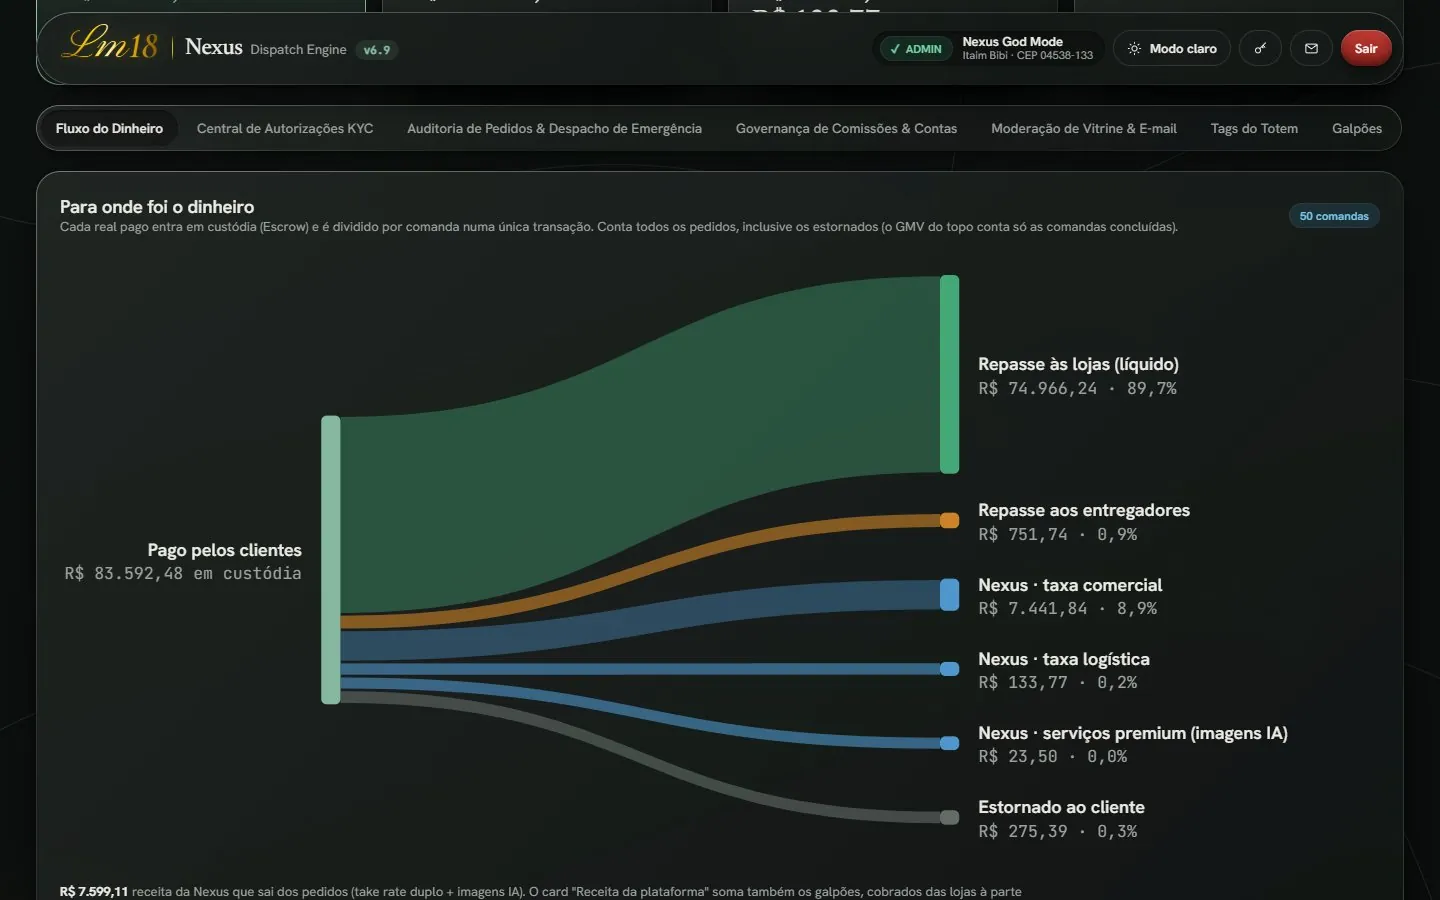 Lm18
Nexus Dispatch Engine v6.9
✓ ADMIN
Nexus God Mode
Itaim Bibi · CEP 04538-133
Modo claro
Sair
Fluxo do Dinheiro
Central de Autorizações KYC
Auditoria de Pedidos & Despacho de Emergência
Governança de Comissões & Contas
Moderação de Vitrine & E-mail
Tags do Totem
Galpões
Para onde foi o dinheiro
Cada real pago entra em custódia (Escrow) e é dividido por comanda numa única transação. Conta todos os pedidos, inclusive os estornados (o GMV do topo conta só as comandas concluídas).
50 comandas
Pago pelos clientes
R$ 83.592,48 em custódia
Repasse às lojas (líquido)
R$ 74.966,24 · 89,7%
Repasse aos entregadores
R$ 751,74 · 0,9%
Nexus · taxa comercial
R$ 7.441,84 · 8,9%
Nexus · taxa logística
R$ 133,77 · 0,2%
Nexus · serviços premium (imagens IA)
R$ 23,50 · 0,0%
Estornado ao cliente
R$ 275,39 · 0,3%
R$ 7.599,11 receita da Nexus que sai dos pedidos (take rate duplo + imagens IA). O card "Receita da plataforma" soma também os galpões, cobrados das lojas à parte